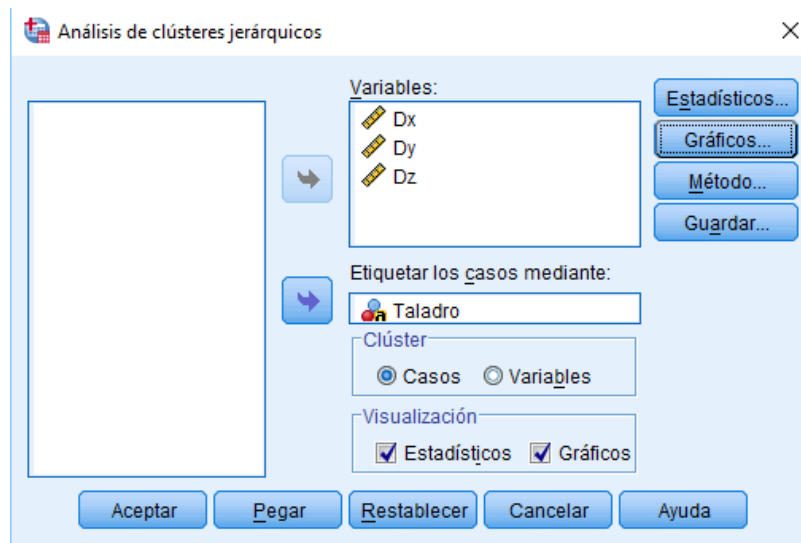 Análisis de clústeres jerárquicos
Variables:
Dx
Dy
Dz
Estadísticos...
Gráficos...
Método...
Guardar...
Etiquetar los casos mediante:
a Taladro
Clúster
Casos Variables
Visualización
Estadísticos Gráficos
Aceptar Pegar Restablecer Cancelar Ayuda